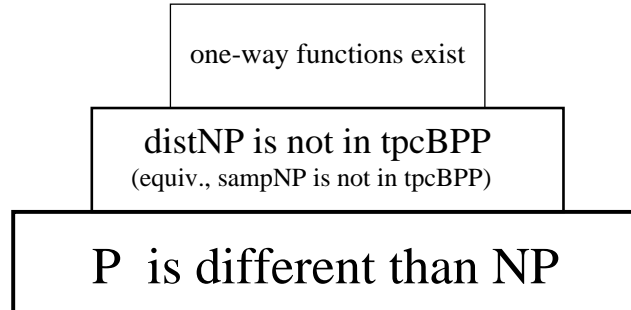 one-way functions exist
distNP is not in tpcBPP
(equiv., sampNP is not in tpcBPP)
P is different than NP